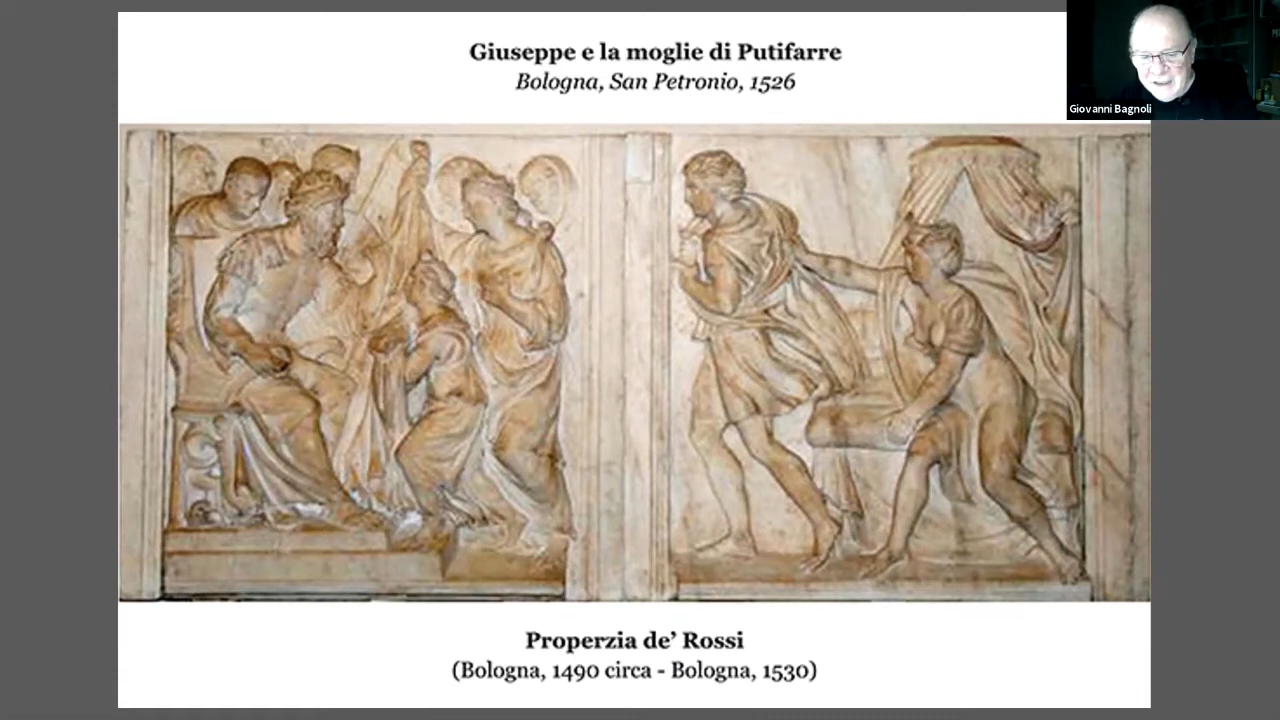 Giuseppe e la moglie di Putifarre
Bologna, San Petronio, 1526
Giovanni Bagnoli
Properzia de’ Rossi
(Bologna, 1490 circa - Bologna, 1530)